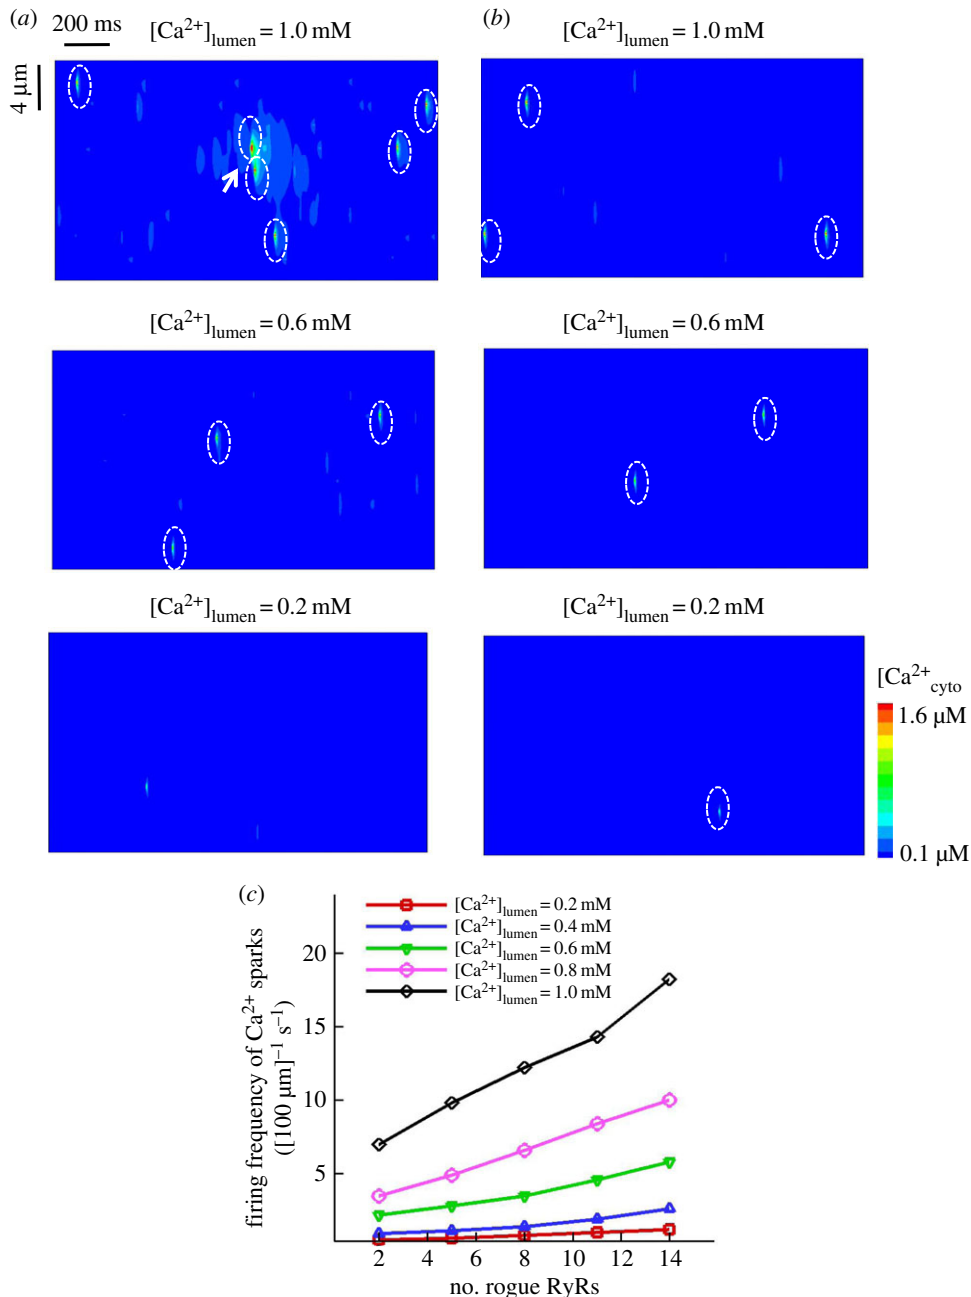 (a)
200 ms
[Ca²⁺]lumen = 1.0 mM
(b)
[Ca²⁺]lumen = 1.0 mM
4 µm
[Ca²⁺]lumen = 0.6 mM
[Ca²⁺]lumen = 0.6 mM
[Ca²⁺]lumen = 0.2 mM
[Ca²⁺]lumen = 0.2 mM
[Ca²⁺cyto
1.6 µM
0.1 µM
(c)
[Ca²⁺]lumen = 0.2 mM
[Ca²⁺]lumen = 0.4 mM
[Ca²⁺]lumen = 0.6 mM
[Ca²⁺]lumen = 0.8 mM
[Ca²⁺]lumen = 1.0 mM
firing frequency of Ca²⁺ sparks
([100 µm]⁻¹ s⁻¹)
20
15
10
5
2 4 6 8 10 12 14
no. rogue RyRs